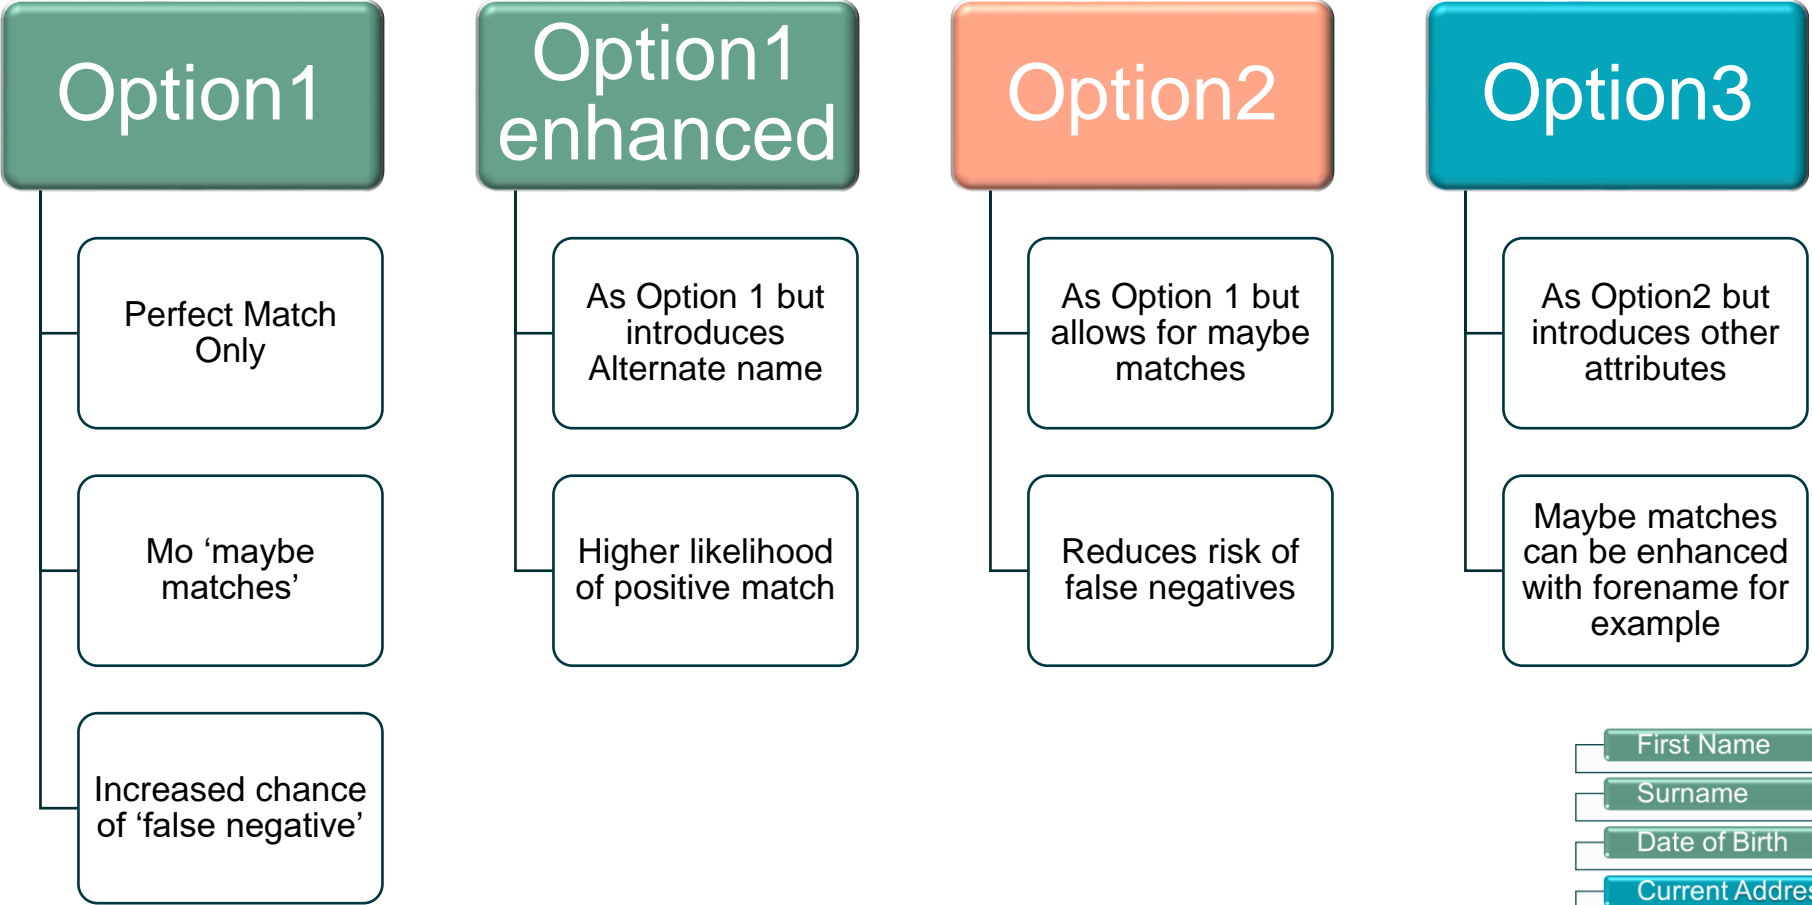 Option1
Perfect Match
Only
Mo ‘maybe
matches’
Increased chance
of ‘false negative’
Option1
enhanced
As Option 1 but
introduces
Alternate name
Higher likelihood
of positive match
Option2
As Option 1 but
allows for maybe
matches
Reduces risk of
false negatives
Option3
As Option2 but
introduces other
attributes
Maybe matches
can be enhanced
with forename for
example
First Name
Surname
Date of Birth
Current